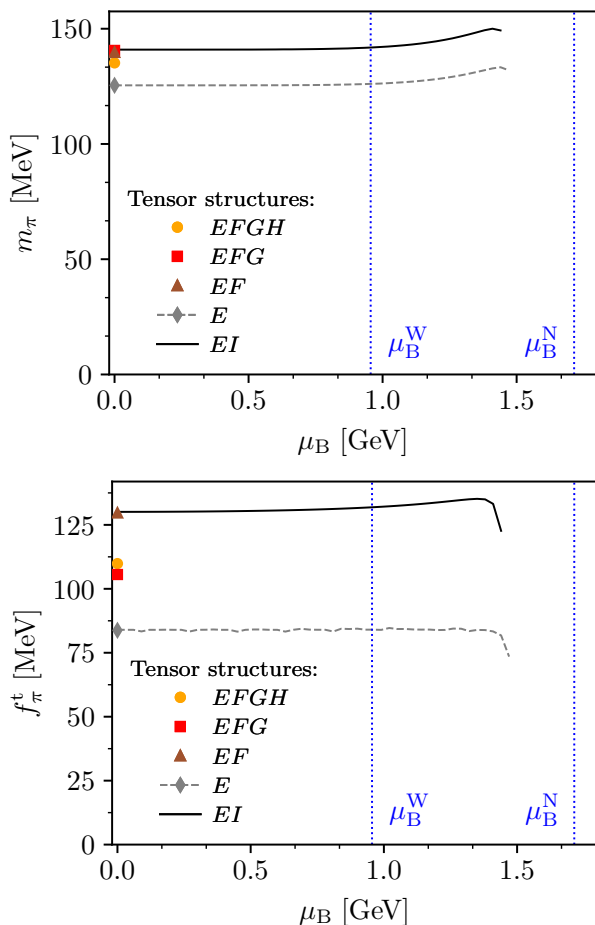 150
100
50
0
m_π [MeV]
Tensor structures:
EFGH
EFG
EF
E
EI
μ_B^W
μ_B^N
0.0 0.5 1.0 1.5
μ_B [GeV]
125
100
75
50
25
0
f_π^t [MeV]
Tensor structures:
EFGH
EFG
EF
E
EI
μ_B^W
μ_B^N
0.0 0.5 1.0 1.5
μ_B [GeV]